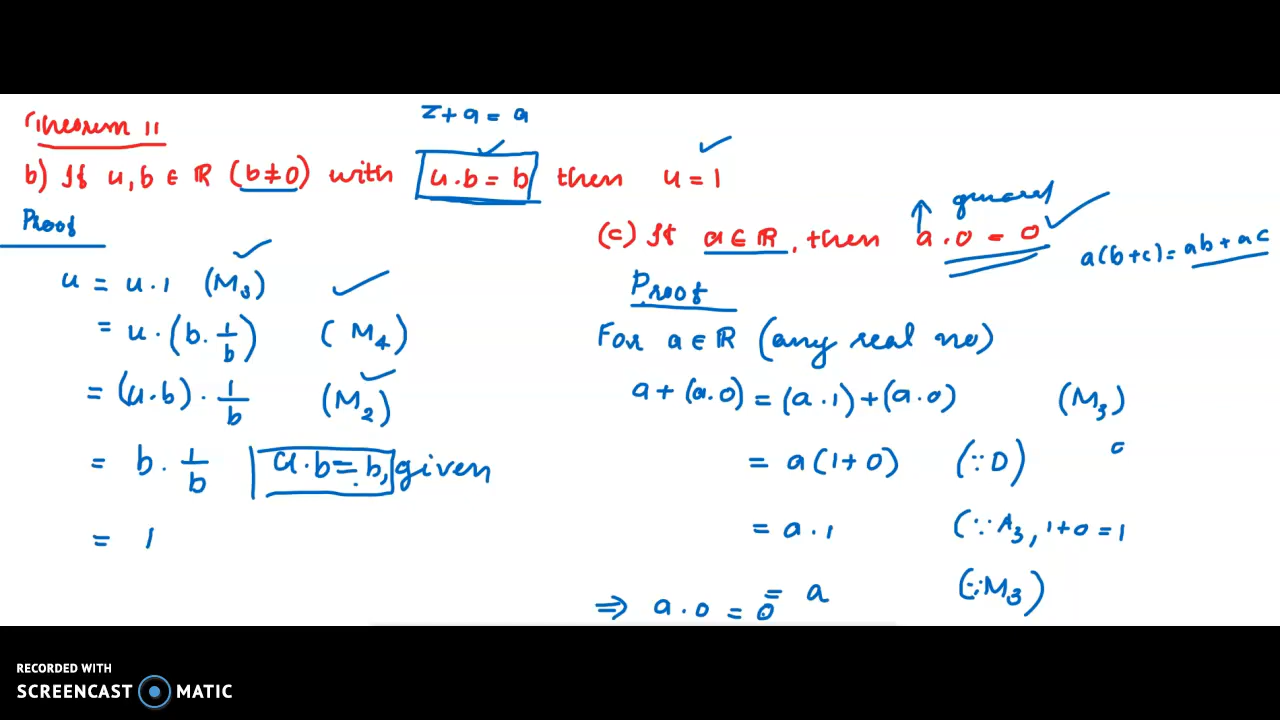 Theorem 11
z + a = a
b) If u, b ∈ ℝ (b ≠ 0) with u·b = b then u = 1
Proof
u = u·1 (M3)
= u·(b·1/b) (M4)
= (u·b)·1/b (M2)
= b·1/b u·b = b, given
= 1
general
(c) If a ∈ ℝ, then a·0 = 0
a(b+c) = ab + ac
Proof
For a ∈ ℝ (any real no)
a + (a·0) = (a·1) + (a·0) (M3)
= a(1+0) (∵ D)
= a·1 (∵ A3, 1+0 = 1
= a (∵ M3)
⇒ a·0 = 0
RECORDED WITH
SCREENCAST MATIC